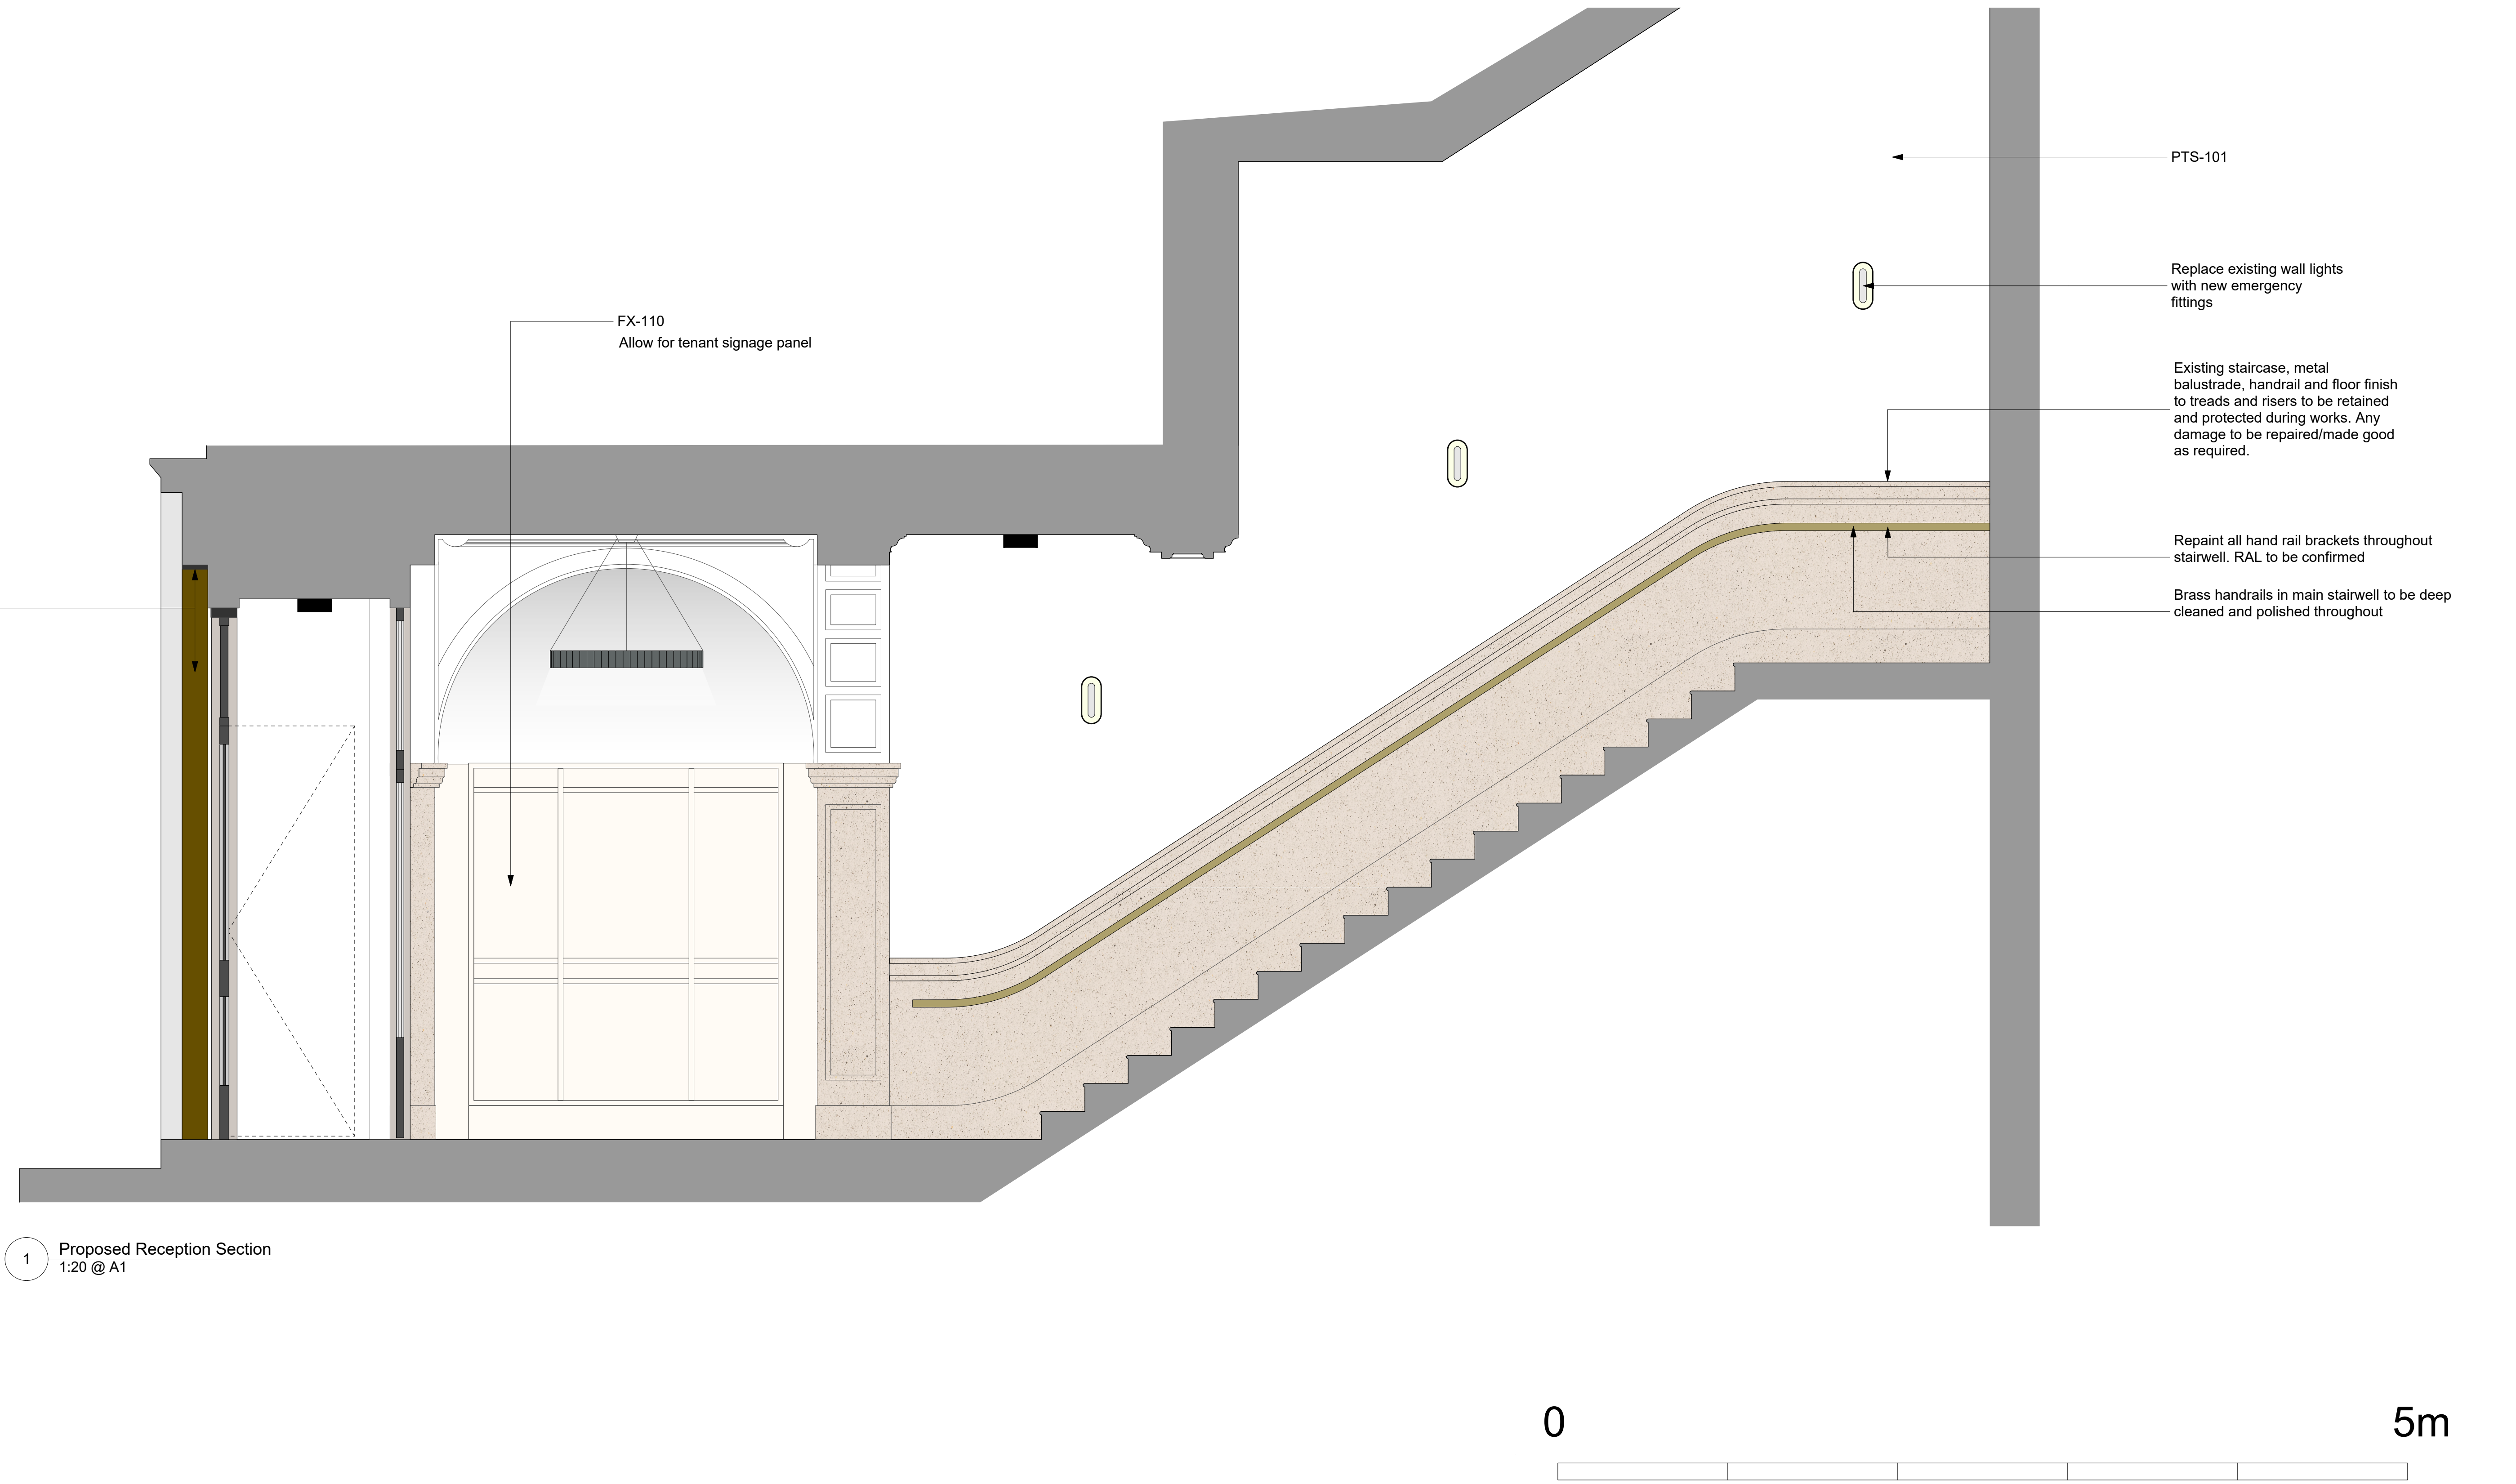 PTS-101
Replace existing wall lights
with new emergency
fittings
FX-110
Allow for tenant signage panel
Existing staircase, metal
balustrade, handrail and floor finish
to treads and risers to be retained
and protected during works. Any
damage to be repaired/made good
as required.
Repaint all hand rail brackets throughout
stairwell. RAL to be confirmed
Brass handrails in main stairwell to be deep
cleaned and polished throughout
1
Proposed Reception Section
1:20 @ A1
0
5m